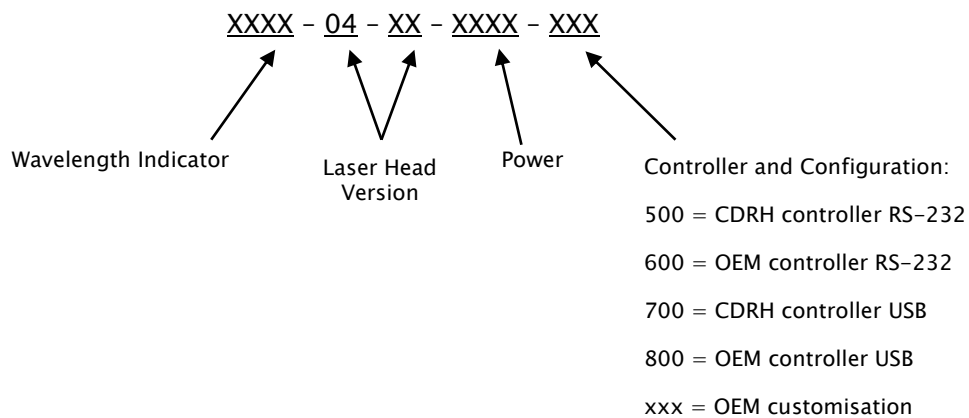 XXXX – 04 – XX – XXXX – XXX
Wavelength Indicator
Laser Head
Version
Power
Controller and Configuration:
500 = CDRH controller RS-232
600 = OEM controller RS-232
700 = CDRH controller USB
800 = OEM controller USB
xxx = OEM customisation